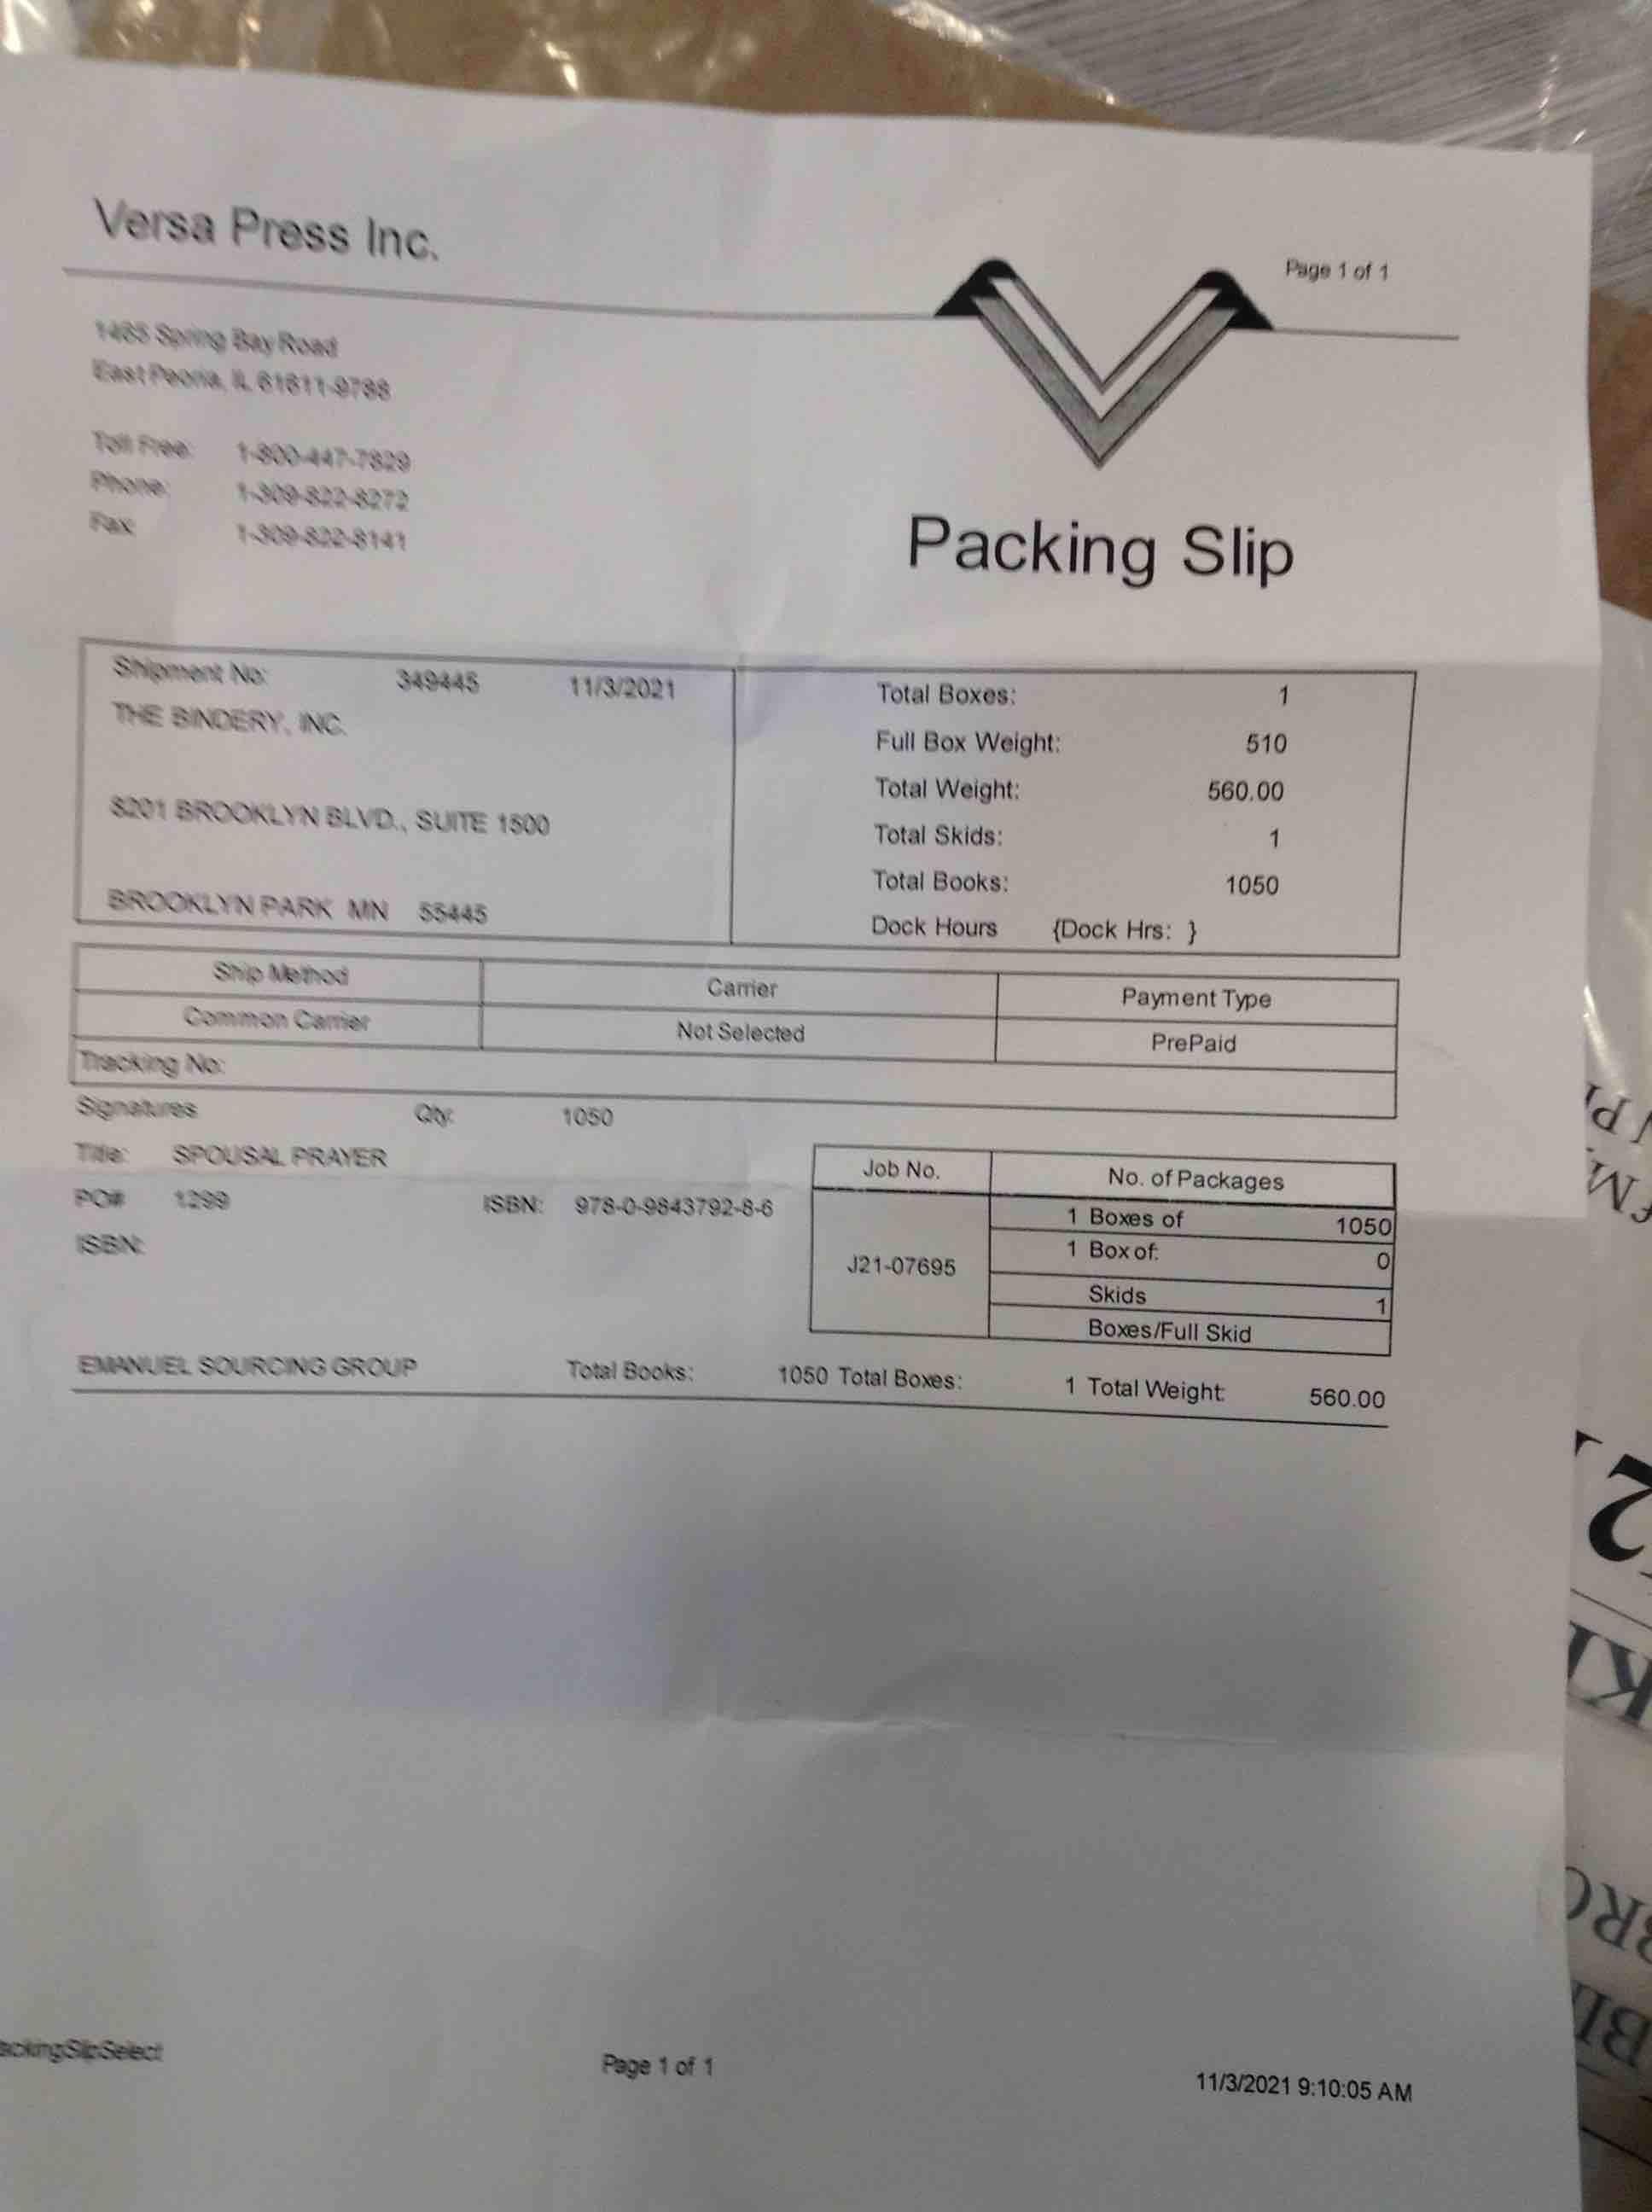 Versa Press Inc.
Page 1 of 1
1465 Spring Bay Road
East Peoria, IL 61611-9788
Toll Free: 1-800-447-7829
Phone: 1-309-822-8272
Fax 1-309-822-8141
Packing Slip
Shipment No: 349445 11/3/2021
THE BINDERY, INC.
8201 BROOKLYN BLVD., SUITE 1500
BROOKLYN PARK MN 55445
Total Boxes: 1
Full Box Weight: 510
Total Weight: 560.00
Total Skids: 1
Total Books: 1050
Dock Hours {Dock Hrs: }
Ship Method Carrier Payment Type
Common Carrier Not Selected PrePaid
Tracking No:
Signatures Qty: 1050
Title: SPOUSAL PRAYER
PO# 1299 ISBN: 978-0-9843792-8-6
ISBN:
Job No. No. of Packages
J21-07695
1 Boxes of 1050
1 Box of: 0
Skids 1
Boxes/Full Skid
EMANUEL SOURCING GROUP Total Books: 1050 Total Boxes: 1 Total Weight: 560.00
ackingSlipSelect
Page 1 of 1
11/3/2021 9:10:05 AM